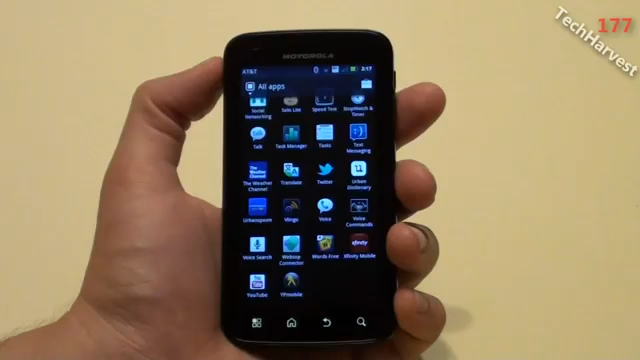 TechHarvest
177
MOTOROLA
AT&T
2:17
All apps
Social Networking
Solo Lite
Speed Test
StopWatch & Timer
Talk
Task Manager
Tasks
Text Messaging
The Weather Channel
Translate
Twitter
Urban Dictionary
Urbanspoon
Vlingo
Voice
Voice Commands
Voice Search
Webtop Connector
Words Free
Xfinity Mobile
YouTube
YPmobile